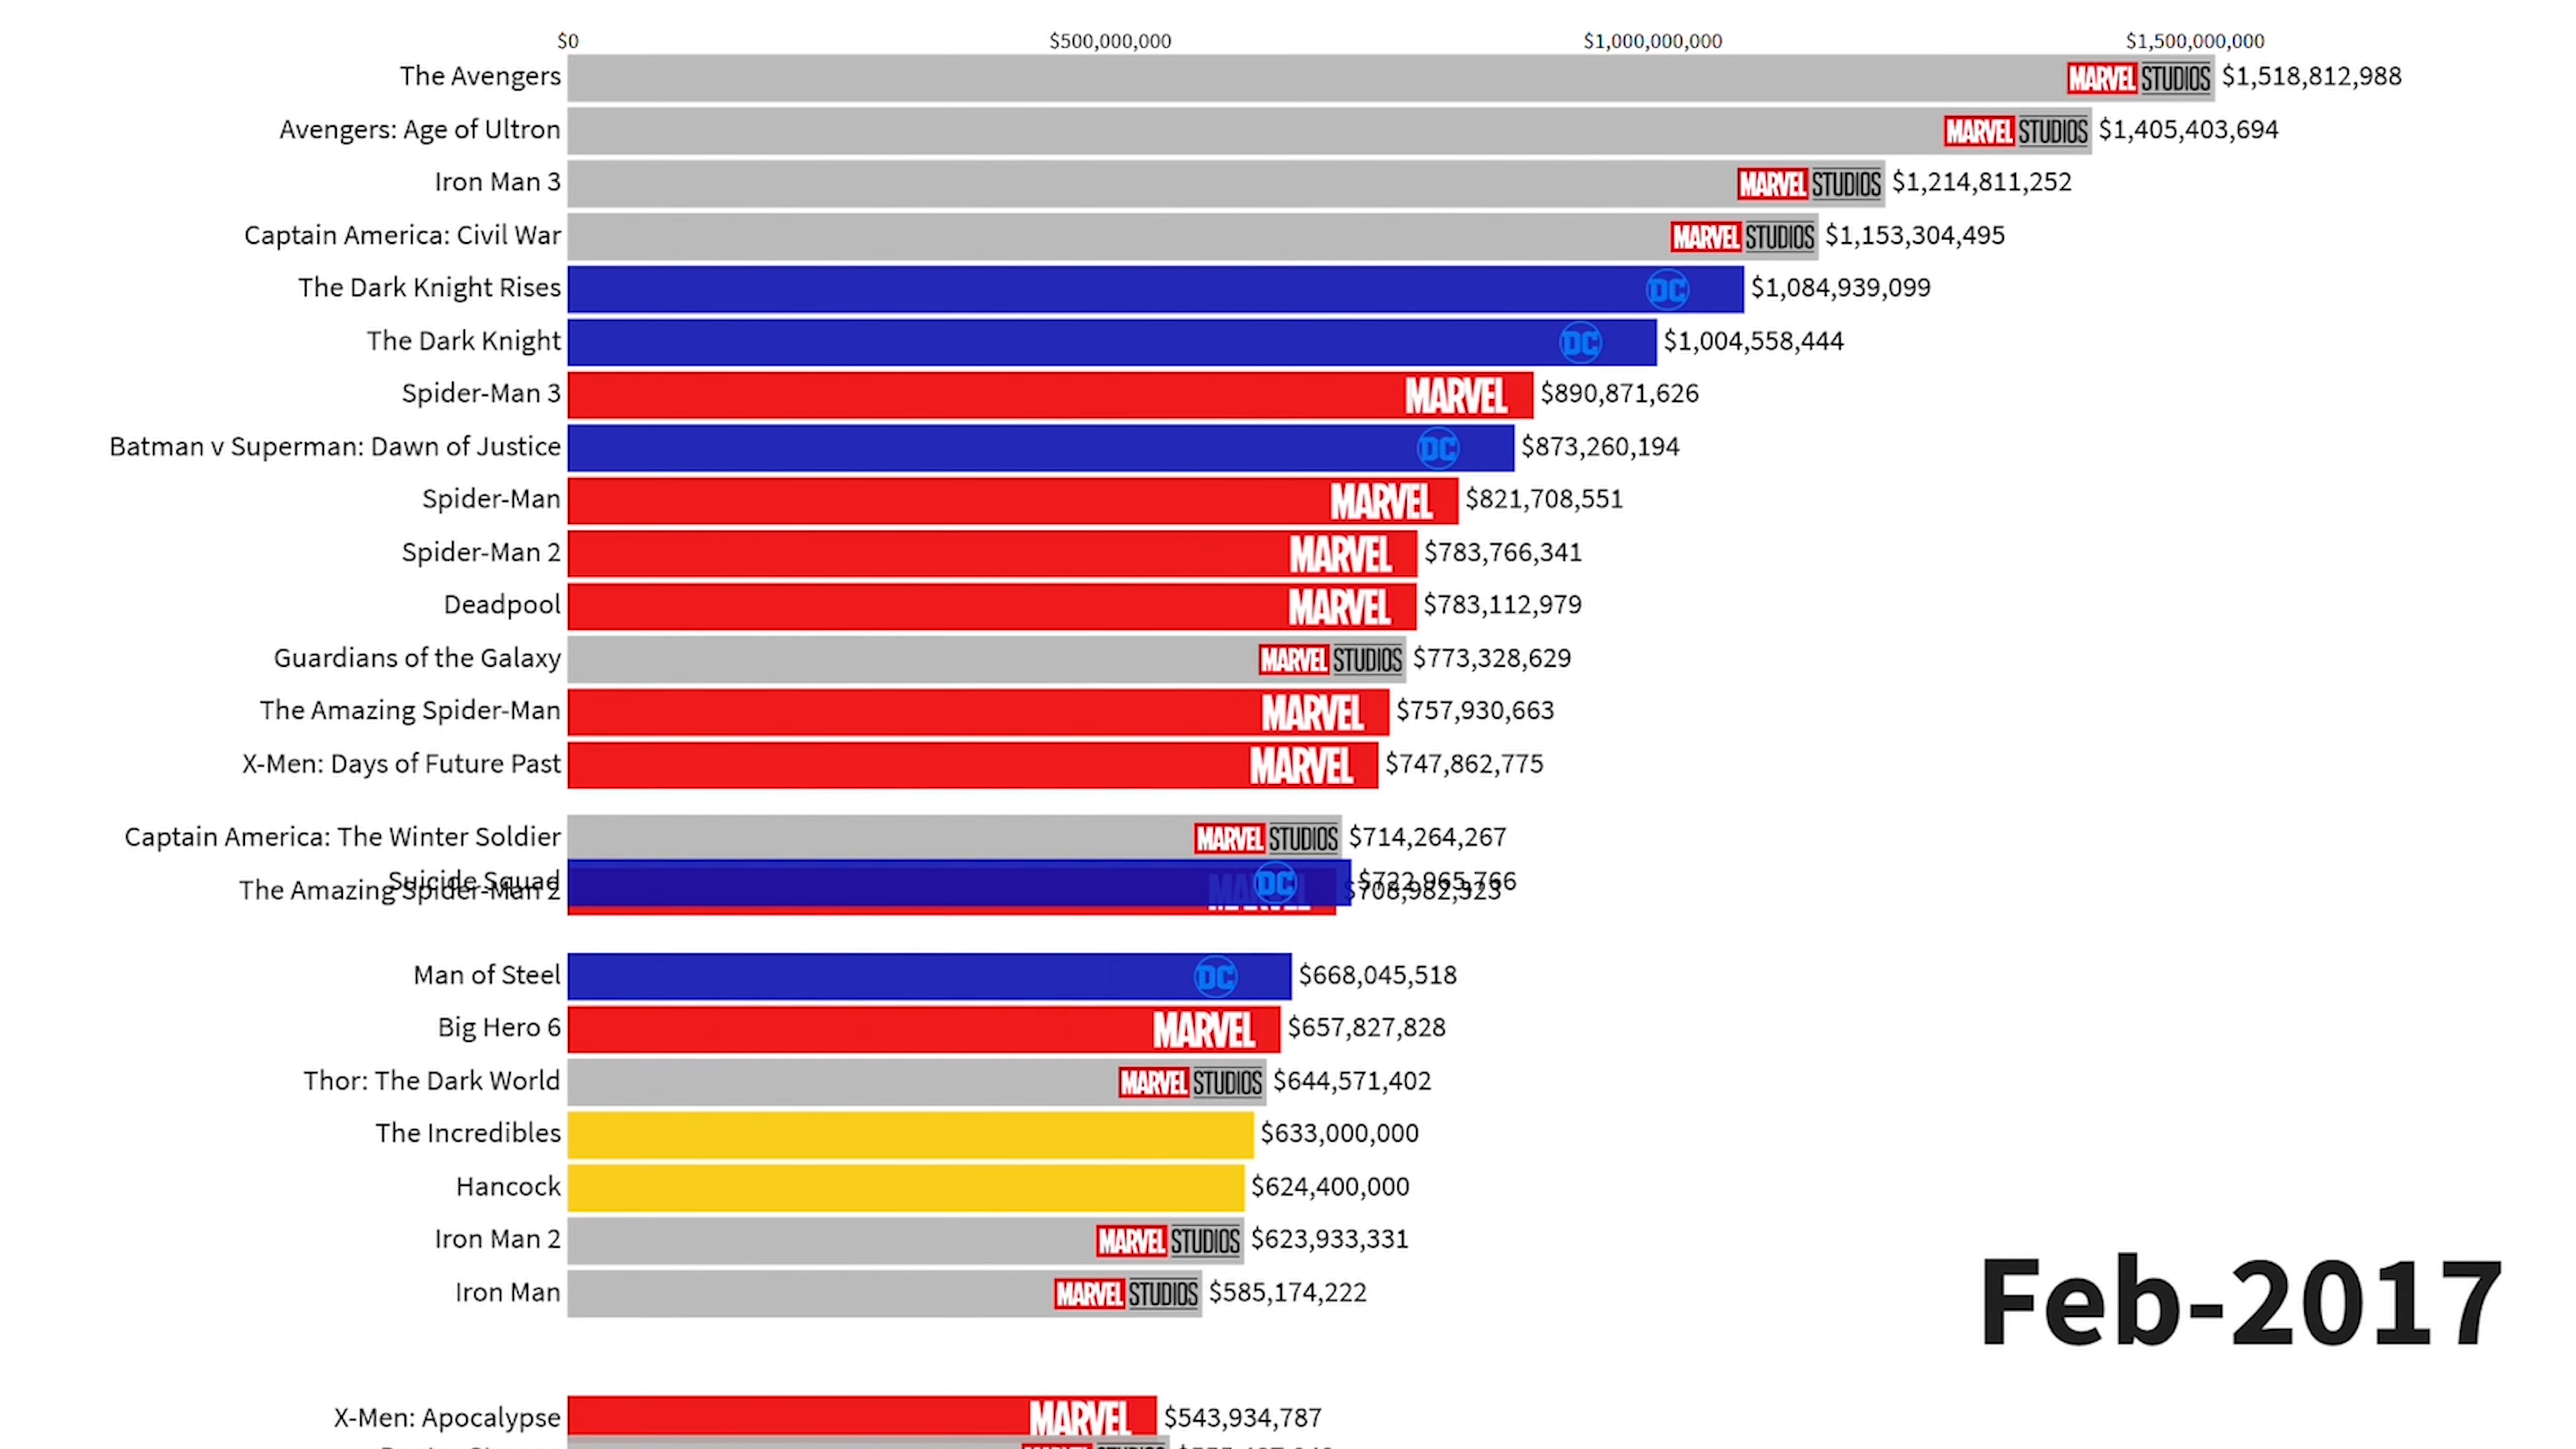 $0 $500,000,000 $1,000,000,000 $1,500,000,000
The Avengers MARVEL STUDIOS $1,518,812,988
Avengers: Age of Ultron MARVEL STUDIOS $1,405,403,694
Iron Man 3 MARVEL STUDIOS $1,214,811,252
Captain America: Civil War MARVEL STUDIOS $1,153,304,495
The Dark Knight Rises DC $1,084,939,099
The Dark Knight DC $1,004,558,444
Spider-Man 3 MARVEL $890,871,626
Batman v Superman: Dawn of Justice DC $873,260,194
Spider-Man MARVEL $821,708,551
Spider-Man 2 MARVEL $783,766,341
Deadpool MARVEL $783,112,979
Guardians of the Galaxy MARVEL STUDIOS $773,328,629
The Amazing Spider-Man MARVEL $757,930,663
X-Men: Days of Future Past MARVEL $747,862,775
Captain America: The Winter Soldier MARVEL STUDIOS $714,264,267
Suicide Squad DC
The Amazing Spider-Man 2 MARVEL
Man of Steel DC $668,045,518
Big Hero 6 MARVEL $657,827,828
Thor: The Dark World MARVEL STUDIOS $644,571,402
The Incredibles $633,000,000
Hancock $624,400,000
Iron Man 2 MARVEL STUDIOS $623,933,331
Iron Man MARVEL STUDIOS $585,174,222
Feb-2017
X-Men: Apocalypse MARVEL $543,934,787